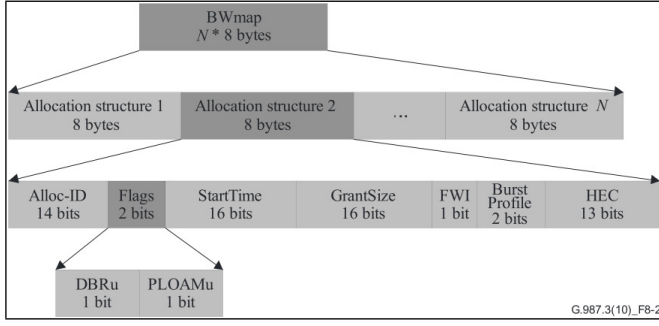 BWmap
N * 8 bytes
Allocation structure 1 Allocation structure 2 ... Allocation structure N
8 bytes 8 bytes 8 bytes
Alloc-ID Flags StartTime GrantSize FWI Burst Profile HEC
14 bits 2 bits 16 bits 16 bits 1 bit 2 bits 13 bits
DBRu PLOAMu
1 bit 1 bit
G.987.3(10)_F8-2